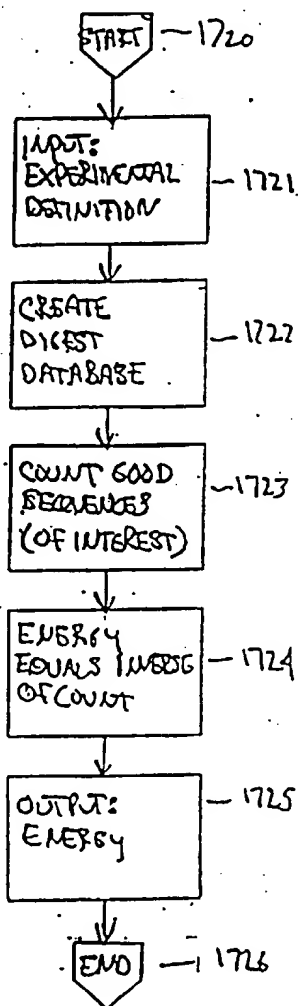 START 1720
INPUT:
EXPERIMENTAL
DEFINITION
1721
CREATE
DIGEST
DATABASE
1722
COUNT GOOD
SEQUENCES
(OF INTEREST)
1723
ENERGY
EQUALS INVERSE
OF COUNT
1724
OUTPUT:
ENERGY
1725
END 1726